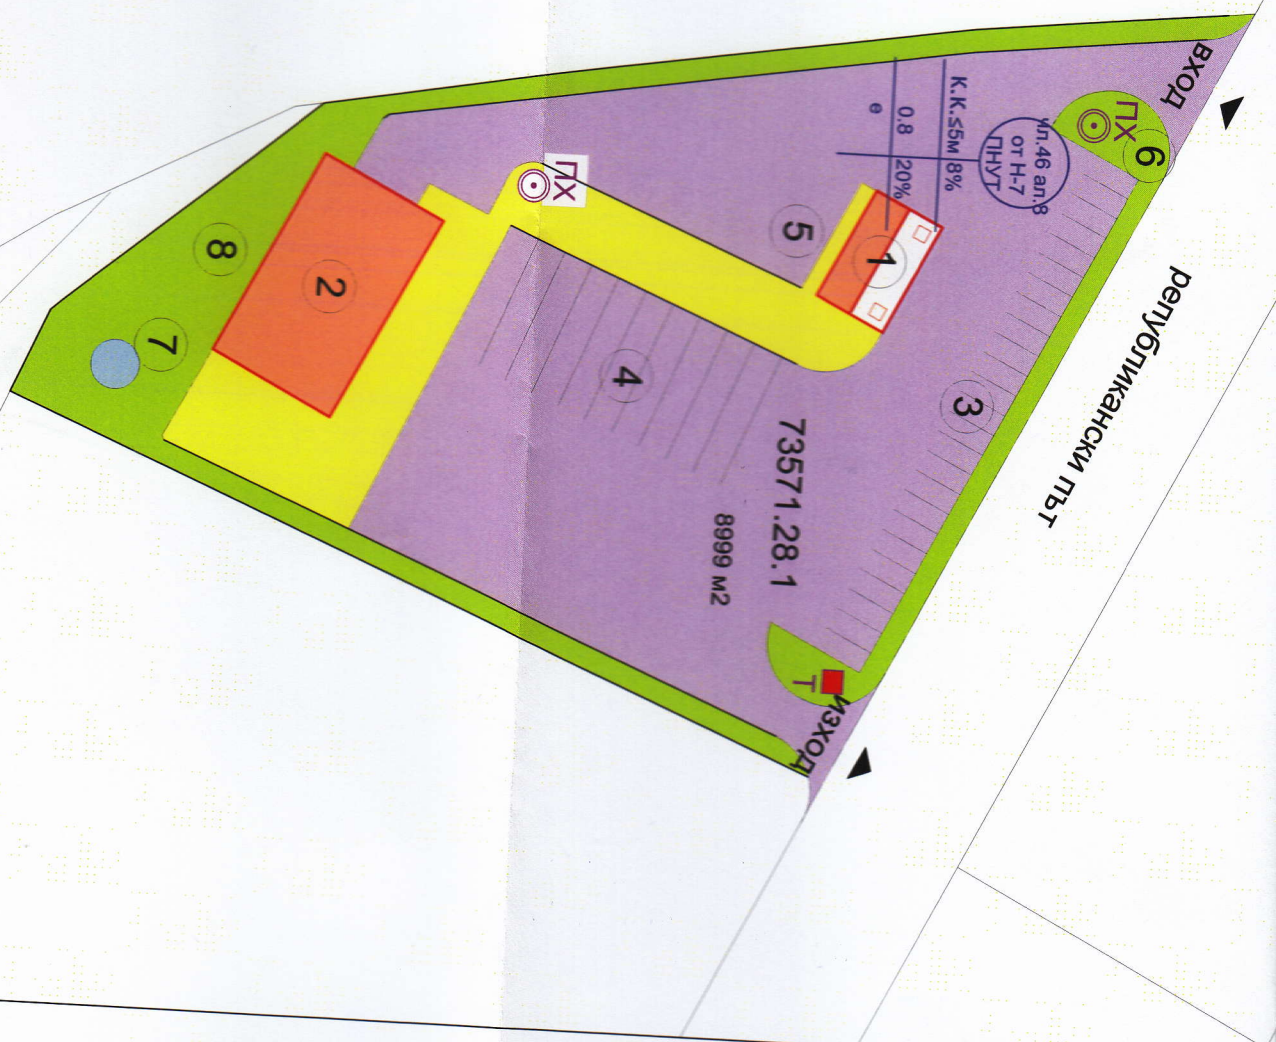 вход
ПХ
6
чл.46 ал.8
от Н-7
ПНУТ
К.К.≤5м
8%
0.8
20%
е
ПХ
5
1
8
2
7
4
3
републикански път
73571.28.1
8999 м2
Т
изход